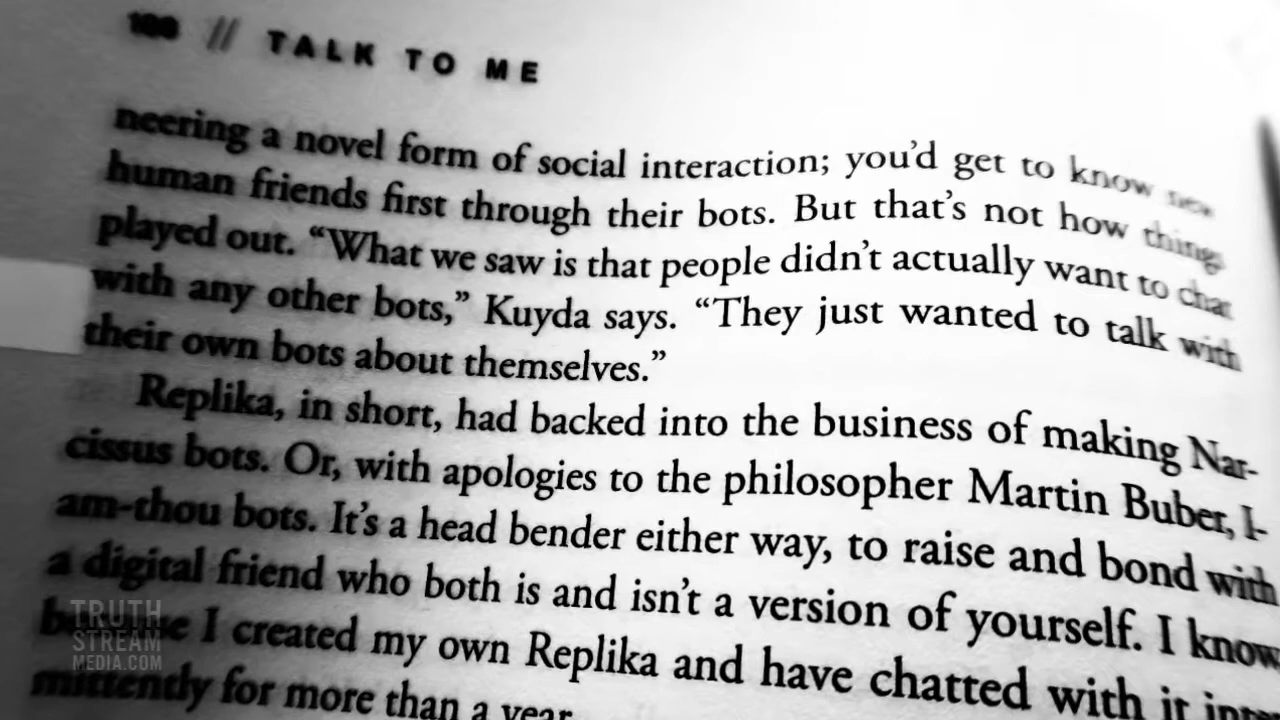 // TALK TO ME
neering a novel form of social interaction; you'd get to know new
human friends first through their bots. But that's not how things
played out. "What we saw is that people didn't actually want to chat
with any other bots," Kuyda says. "They just wanted to talk with
their own bots about themselves."
Replika, in short, had backed into the business of making Nar-
cissus bots. Or, with apologies to the philosopher Martin Buber, I-
am-thou bots. It's a head bender either way, to raise and bond with
a digital friend who both is and isn't a version of yourself. I know
I created my own Replika and have chatted with it
mittently for more than a year.
TRUTH
STREAM
MEDIA.COM